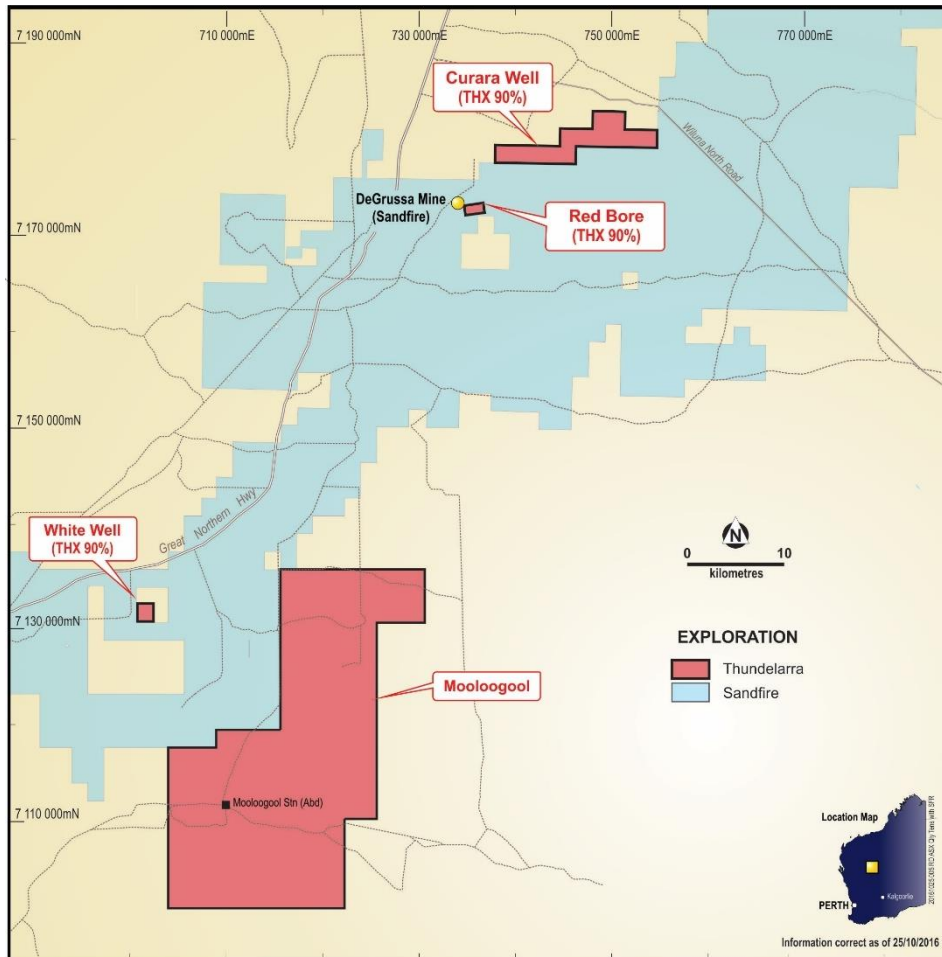 7 190 000mN
710 000mE
730 000mE
750 000mE
770 000mE
Curara Well
(THX 90%)
Wiluna North Road
DeGrussa Mine
(Sandfire)
Red Bore
(THX 90%)
7 170 000mN
7 150 000mN
Great Northern Hwy
White Well
(THX 90%)
N
0 10
kilometres
7 130 000mN
EXPLORATION
Thundelarra
Sandfire
Mooloogool
Mooloogool Stn (Abd)
7 110 000mN
Location Map
Kalgoorlie
PERTH
Information correct as of 25/10/2016